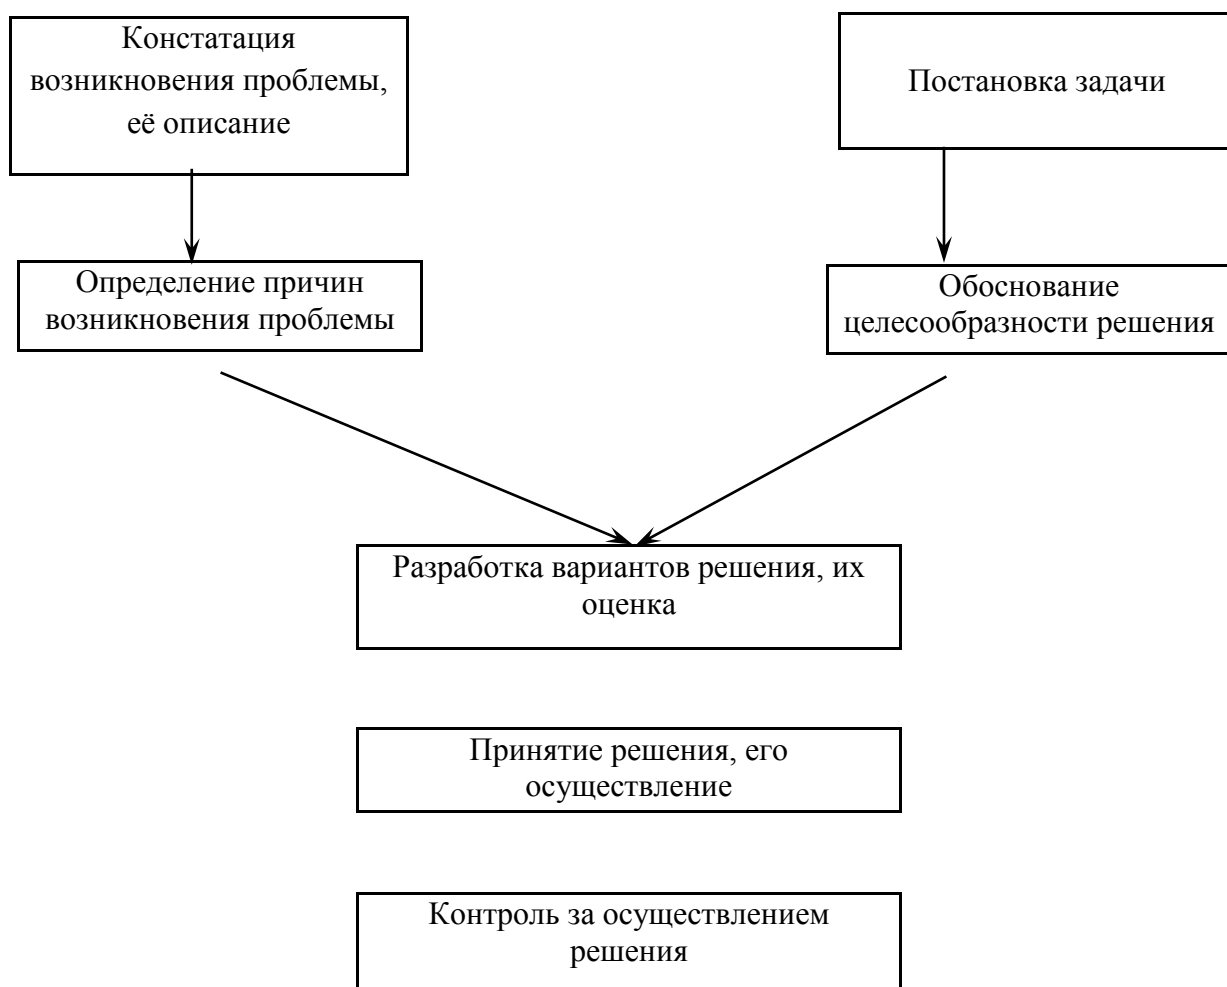 Констатация
возникновения проблемы,
её описание
Постановка задачи
Определение причин
возникновения проблемы
Обоснование
целесообразности решения
Разработка вариантов решения, их
оценка
Принятие решения, его
осуществление
Контроль за осуществлением
решения